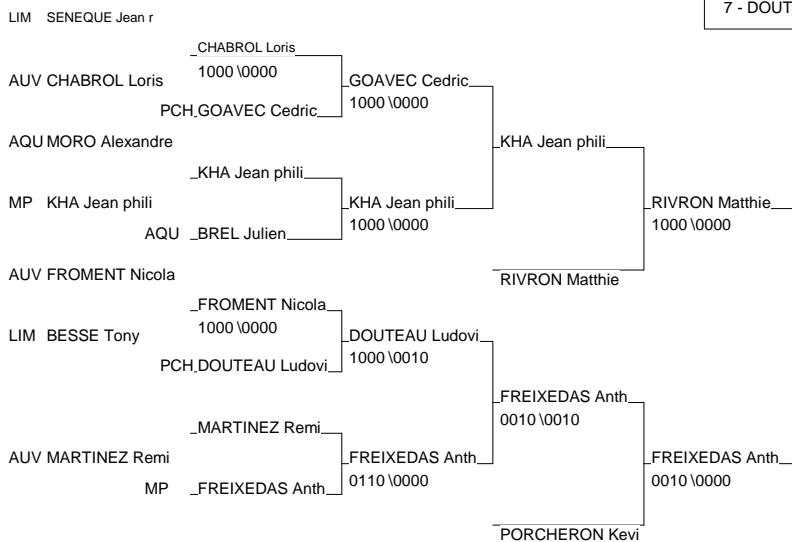 7 - DOUT
LIM SENEQUE Jean r
CHABROL Loris
1000 \0000
AUV CHABROL Loris
GOAVEC Cedric
1000 \0000
PCH GOAVEC Cedric
AQU MORO Alexandre
KHA Jean phili
KHA Jean phili
MP KHA Jean phili
KHA Jean phili
1000 \0000
RIVRON Matthie
1000 \0000
AQU BREL Julien
AUV FROMENT Nicola
RIVRON Matthie
FROMENT Nicola
1000 \0000
LIM BESSE Tony
DOUTEAU Ludovi
1000 \0010
PCH DOUTEAU Ludovi
FREIXEDAS Anth
0010 \0010
MARTINEZ Remi
AUV MARTINEZ Remi
FREIXEDAS Anth
0110 \0000
FREIXEDAS Anth
0010 \0000
MP FREIXEDAS Anth
PORCHERON Kevi